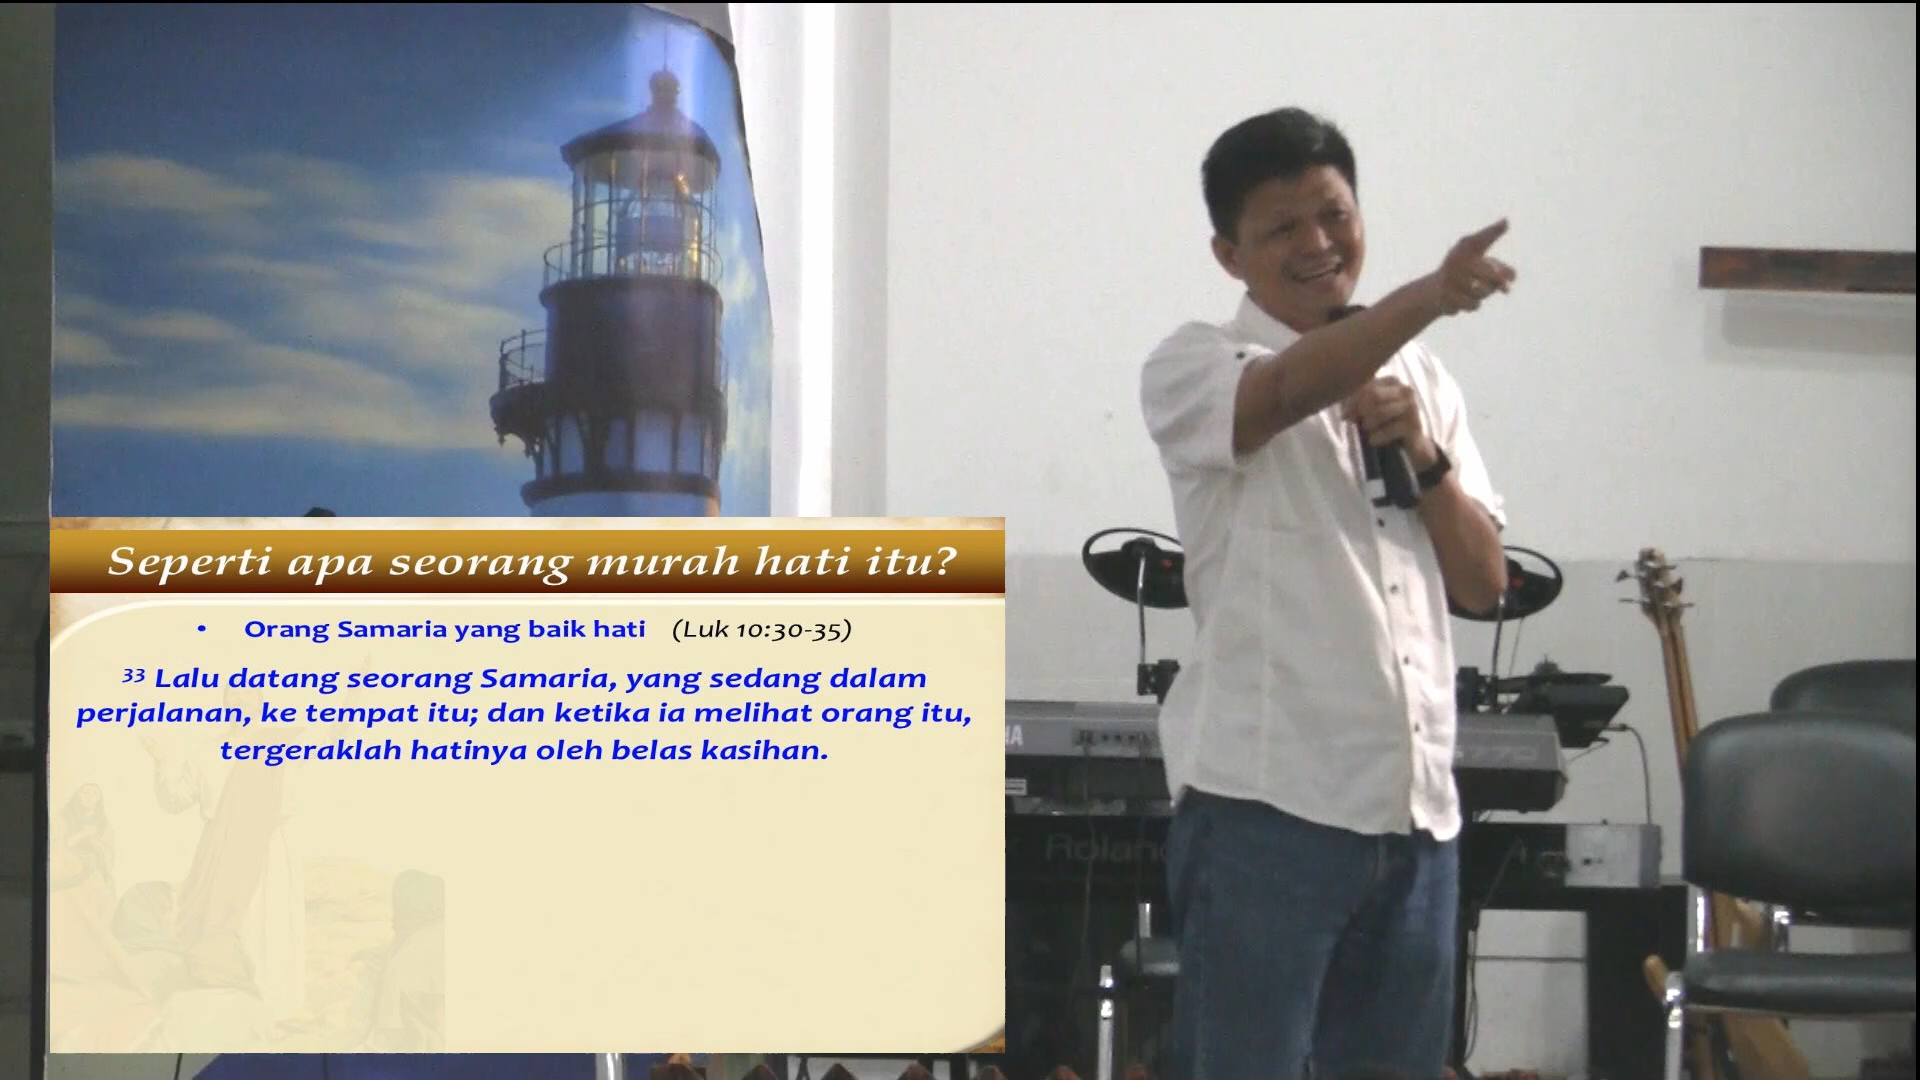 Seperti apa seorang murah hati itu?
• Orang Samaria yang baik hati (Luk 10:30-35)
33 Lalu datang seorang Samaria, yang sedang dalam
perjalanan, ke tempat itu; dan ketika ia melihat orang itu,
tergeraklah hatinya oleh belas kasihan.
Roland